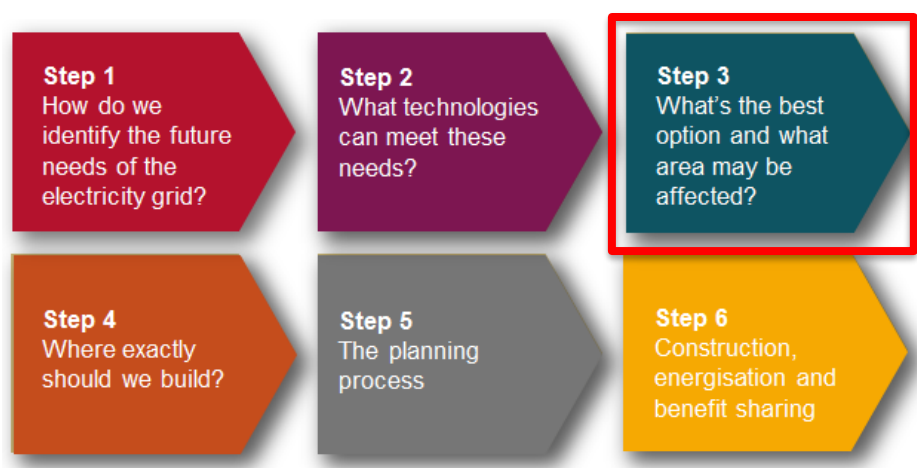 Step 1
How do we
identify the future
needs of the
electricity grid?
Step 2
What technologies
can meet these
needs?
Step 3
What's the best
option and what
area may be
affected?
Step 4
Where exactly
should we build?
Step 5
The planning
process
Step 6
Construction,
energisation and
benefit sharing